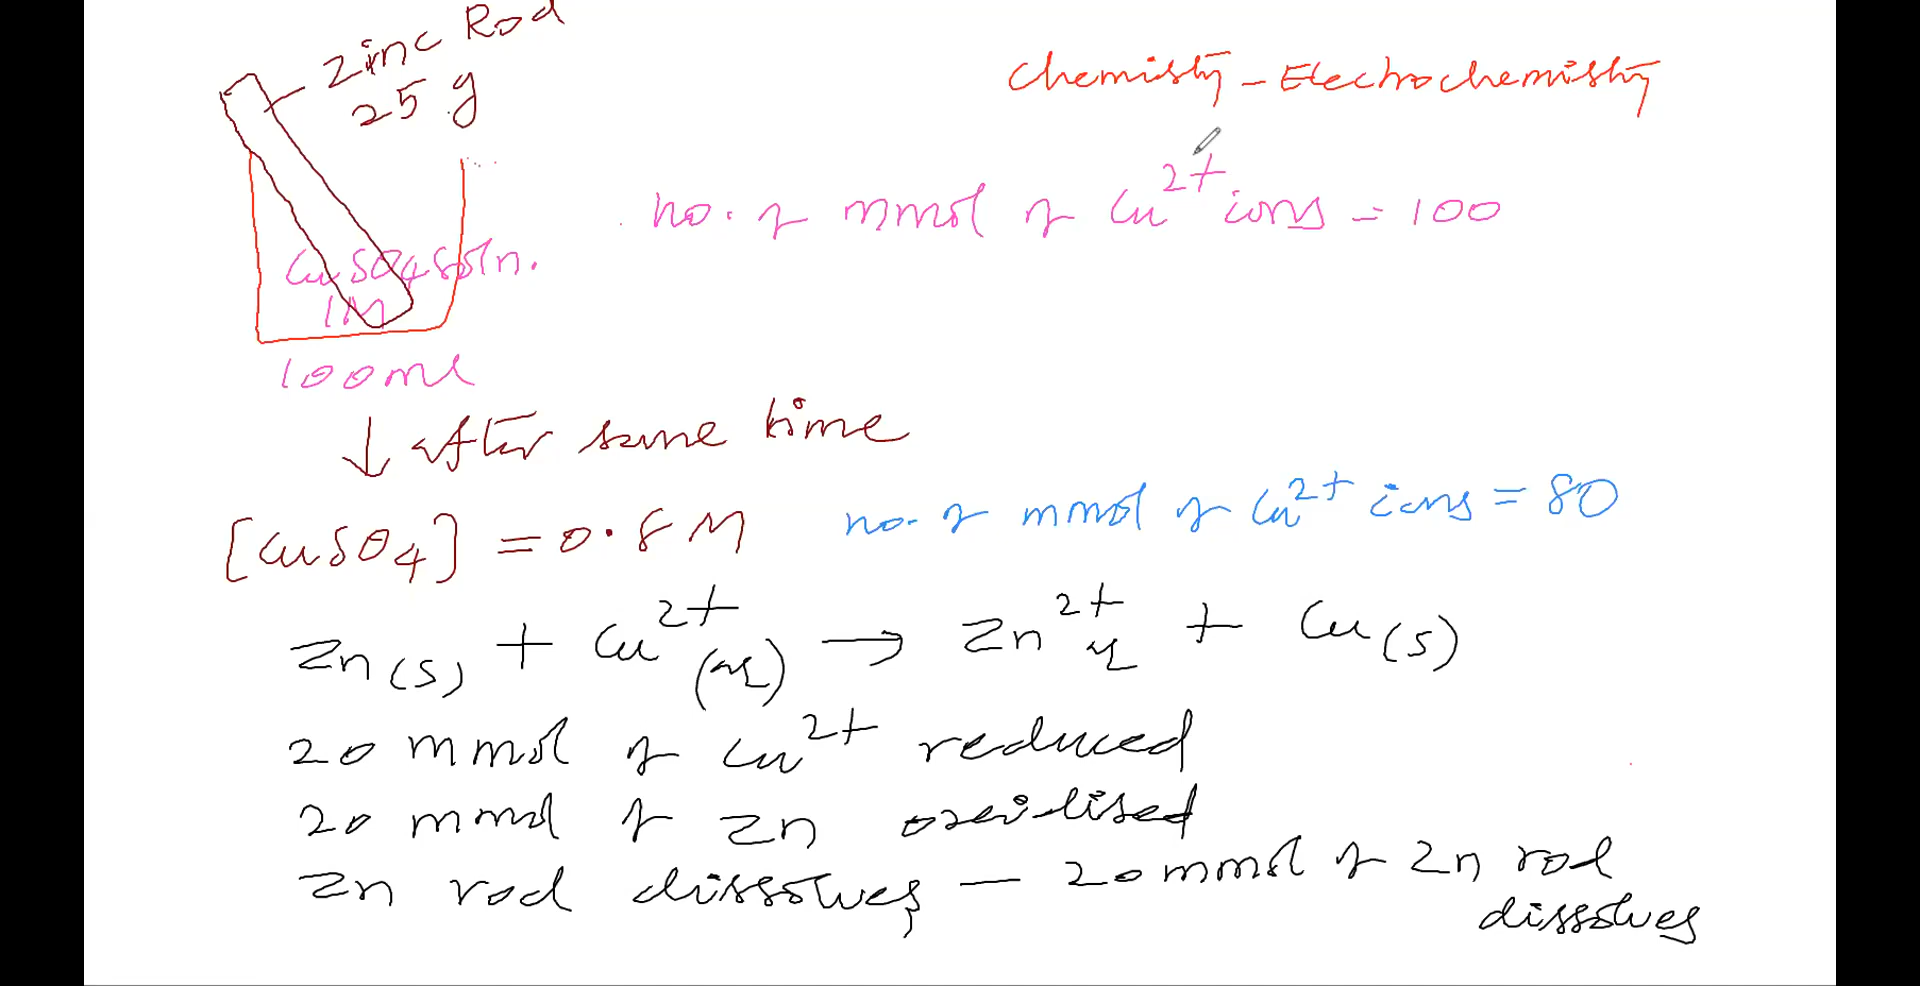 Zinc Rod
25 g
Chemisty - Electrochemistry
no. of mmol of Cu²⁺ ions = 100
CuSO4 Soln.
1M
100ml
↓ after some time
[CuSO4] = 0.8 M
no. of mmol of Cu²⁺ ions = 80
Zn(s) + Cu²⁺(aq) → Zn²⁺aq + Cu(s)
20 mmol of Cu²⁺ reduced
20 mmol of Zn oxidised
Zn rod dissolves, — 20 mmol of Zn rod
dissolves